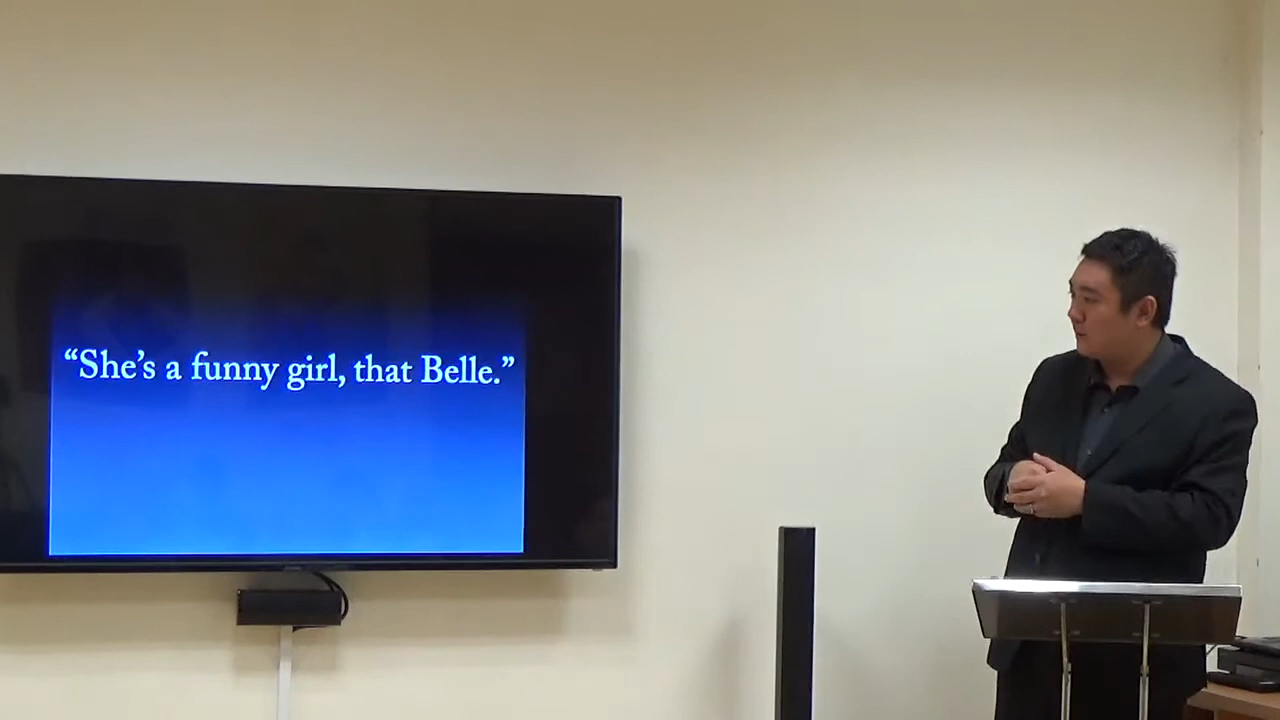 “She’s a funny girl, that Belle.”